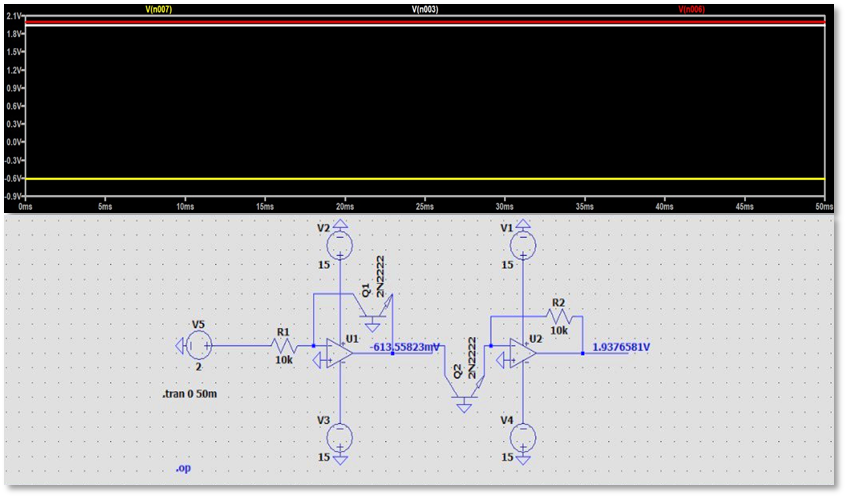 V(n007) V(n003) V(n006)
2.1V
1.8V
1.5V
1.2V
0.9V
0.6V
0.3V
0.0V
-0.3V
-0.6V
-0.9V
0ms 5ms 10ms 15ms 20ms 25ms 30ms 35ms 40ms 45ms 50ms
V2 V1
15 15
Q1
2N2222
R2
10k
V5
2
R1
10k
U1
-613.55823mV
U2
1.9376581V
Q2
2N2222
.tran 0 50m
V3 V4
15 15
.op